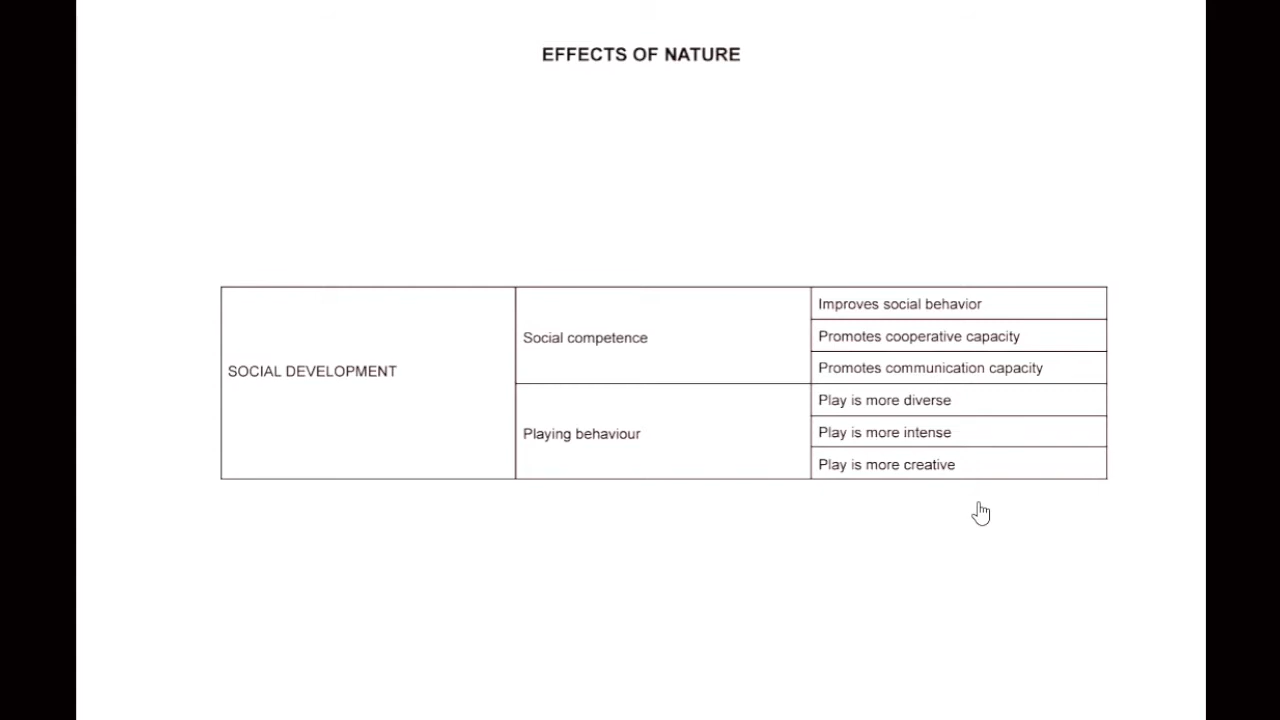 EFFECTS OF NATURE
Improves social behavior
Social competence
Promotes cooperative capacity
Promotes communication capacity
SOCIAL DEVELOPMENT
Play is more diverse
Playing behaviour
Play is more intense
Play is more creative